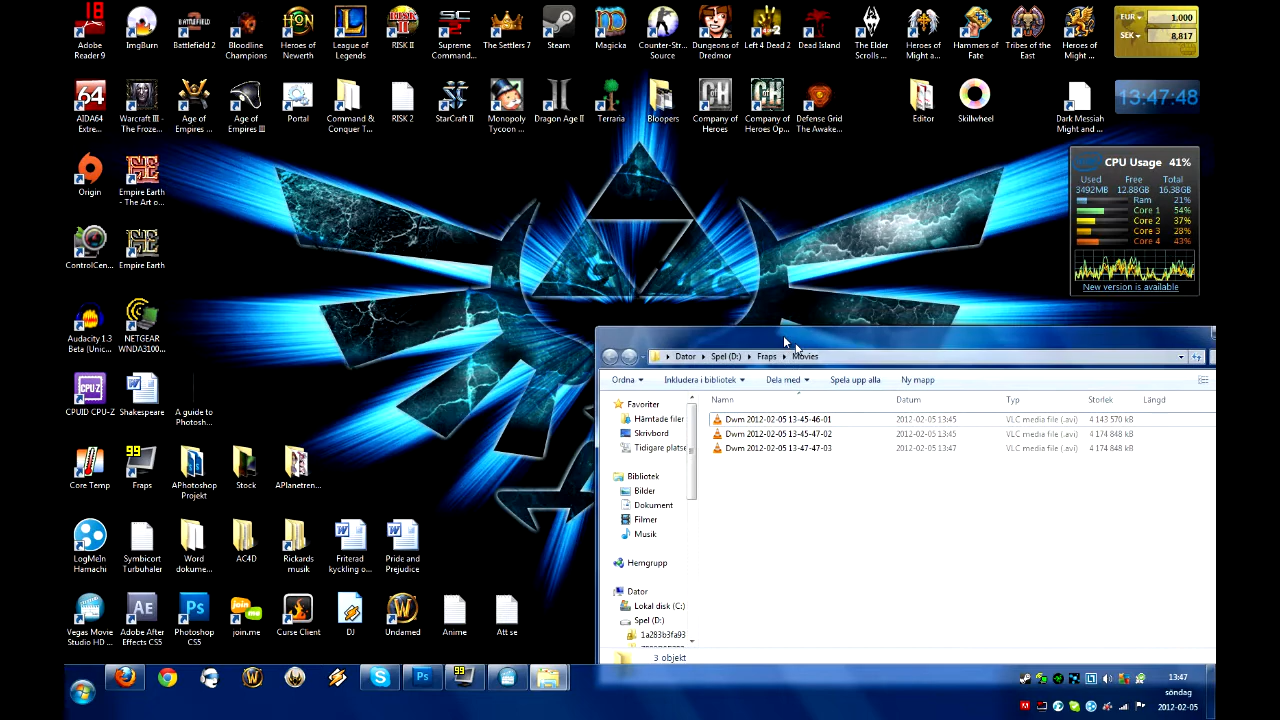 Adobe Reader 9
ImgBurn
Battlefield 2
Bloodline Champions
Heroes of Newerth
League of Legends
RISK II
Supreme Command...
The Settlers 7
Steam
Magicka
Counter-Str... Source
Dungeons of Dredmor
Left 4 Dead 2
Dead Island
The Elder Scrolls ...
Heroes of Might a...
Hammers of Fate
Tribes of the East
Heroes of Might ...
EUR 1,000
SEK 8,817
AIDA64 Extre...
Warcraft III - The Froze...
Age of Empires ...
Age of Empires III
Portal
Command & Conquer T...
RISK 2
StarCraft II
Monopoly Tycoon ...
Dragon Age II
Terraria
Bloopers
Company of Heroes
Company of Heroes Op...
Defense Grid The Awake...
Editor
Skillwheel
Dark Messiah Might and ...
13:47:48
CPU Usage 41%
Used Free Total
3492MB 12.88GB 16.38GB
Ram 21%
Core 1 54%
Core 2 37%
Core 3 28%
Core 4 43%
New version is available
Origin
Empire Earth - The Art o...
ControlCen...
Empire Earth
Audacity 1.3 Beta (Unic...
NETGEAR WNDA3100...
CPUID CPU-Z
Shakespeare
A guide to Photosh...
Core Temp
99
Fraps
APhotoshop Projekt
Stock
APlanetren...
LogMeIn Hamachi
Symbicort Turbuhaler
Word dokume...
AC4D
Rickards musik
Friterad kyckling o...
Pride and Prejudice
Vegas Movie Studio HD ...
Adobe After Effects CS5
Photoshop CS5
join.me
Curse Client
DJ
Undamed
Anime
Att se
Dator Spel (D:) Fraps Movies
Ordna Inkludera i bibliotek Dela med Spela upp alla Ny mapp
Namn Datum Typ Storlek Längd
Dwm 2012-02-05 13-45-46-01 2012-02-05 13:45 VLC media file (.avi) 4 143 570 kB
Dwm 2012-02-05 13-45-47-02 2012-02-05 13:45 VLC media file (.avi) 4 174 848 kB
Dwm 2012-02-05 13-47-47-03 2012-02-05 13:47 VLC media file (.avi) 4 174 848 kB
Favoriter
Hämtade filer
Skrivbord
Tidigare platse
Bibliotek
Bilder
Dokument
Filmer
Musik
Hemgrupp
Dator
Lokal disk (C:)
Spel (D:)
1a283b3fa93
3 objekt
13:47
söndag
2012-02-05